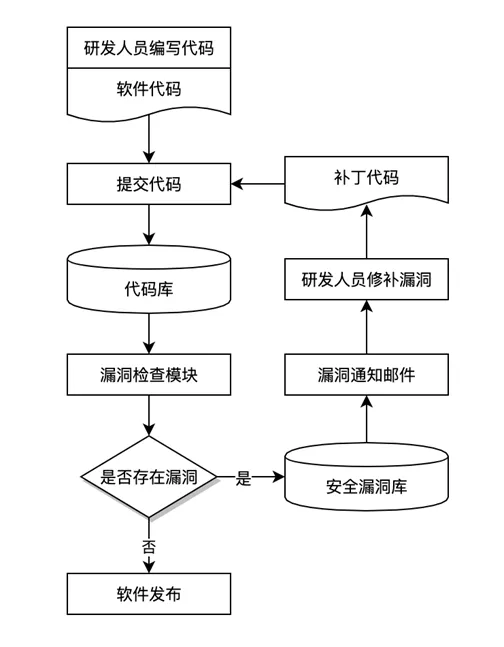 研发人员编写代码
软件代码
提交代码
补丁代码
代码库
研发人员修补漏洞
漏洞检查模块
漏洞通知邮件
是否存在漏洞
是
安全漏洞库
否
软件发布